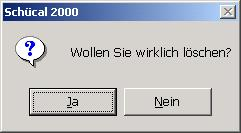 Schücal 2000
Wollen Sie wirklich löschen?
Ja
Nein